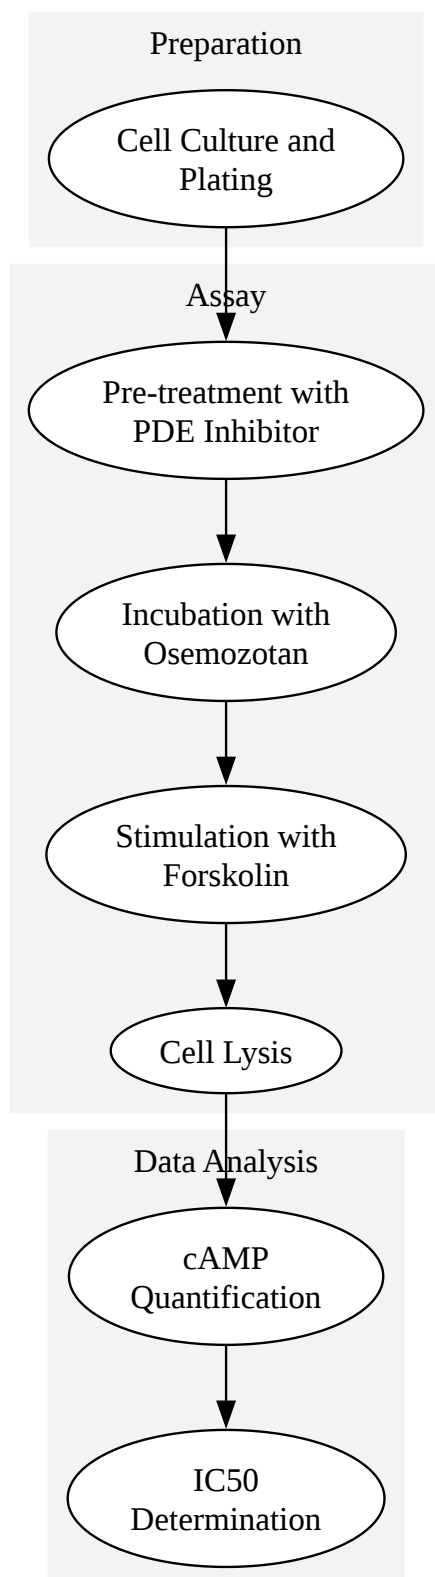 Preparation
Cell Culture and
Plating
Assay
Pre-treatment with
PDE Inhibitor
Incubation with
Osemozotan
Stimulation with
Forskolin
Cell Lysis
Data Analysis
cAMP
Quantification
IC50
Determination